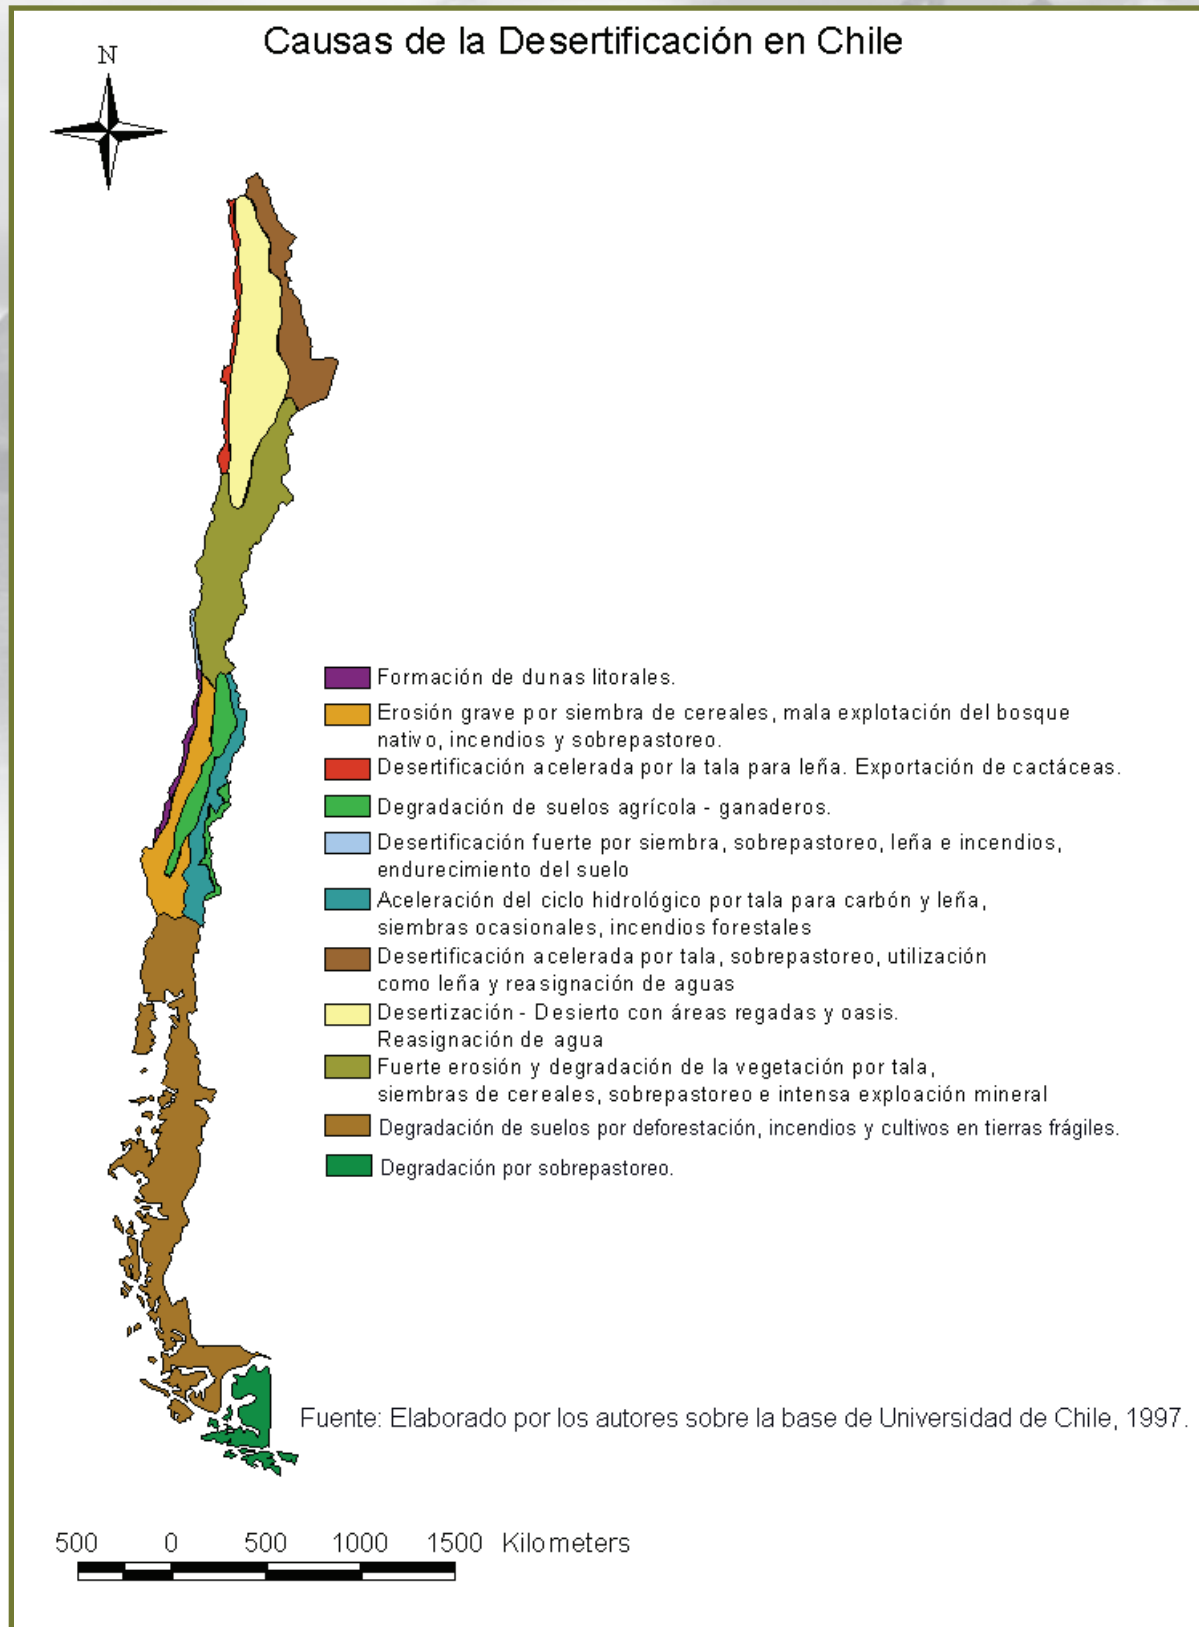 Causas de la Desertificación en Chile
N
Formación de dunas litorales.
Erosión grave por siembra de cereales, mala explotación del bosque
nativo, incendios y sobrepastoreo.
Desertificación acelerada por la tala para leña. Exportación de cactáceas.
Degradación de suelos agrícola - ganaderos.
Desertificación fuerte por siembra, sobrepastoreo, leña e incendios,
endurecimiento del suelo
Aceleración del ciclo hidrológico por tala para carbón y leña,
siembras ocasionales, incendios forestales
Desertificación acelerada por tala, sobrepastoreo, utilización
como leña y reasignación de aguas
Desertización - Desierto con áreas regadas y oasis.
Reasignación de agua
Fuerte erosión y degradación de la vegetación por tala,
siembras de cereales, sobrepastoreo e intensa exploación mineral
Degradación de suelos por deforestación, incendios y cultivos en tierras frágiles.
Degradación por sobrepastoreo.
Fuente: Elaborado por los autores sobre la base de Universidad de Chile, 1997.
500 0 500 1000 1500 Kilometers